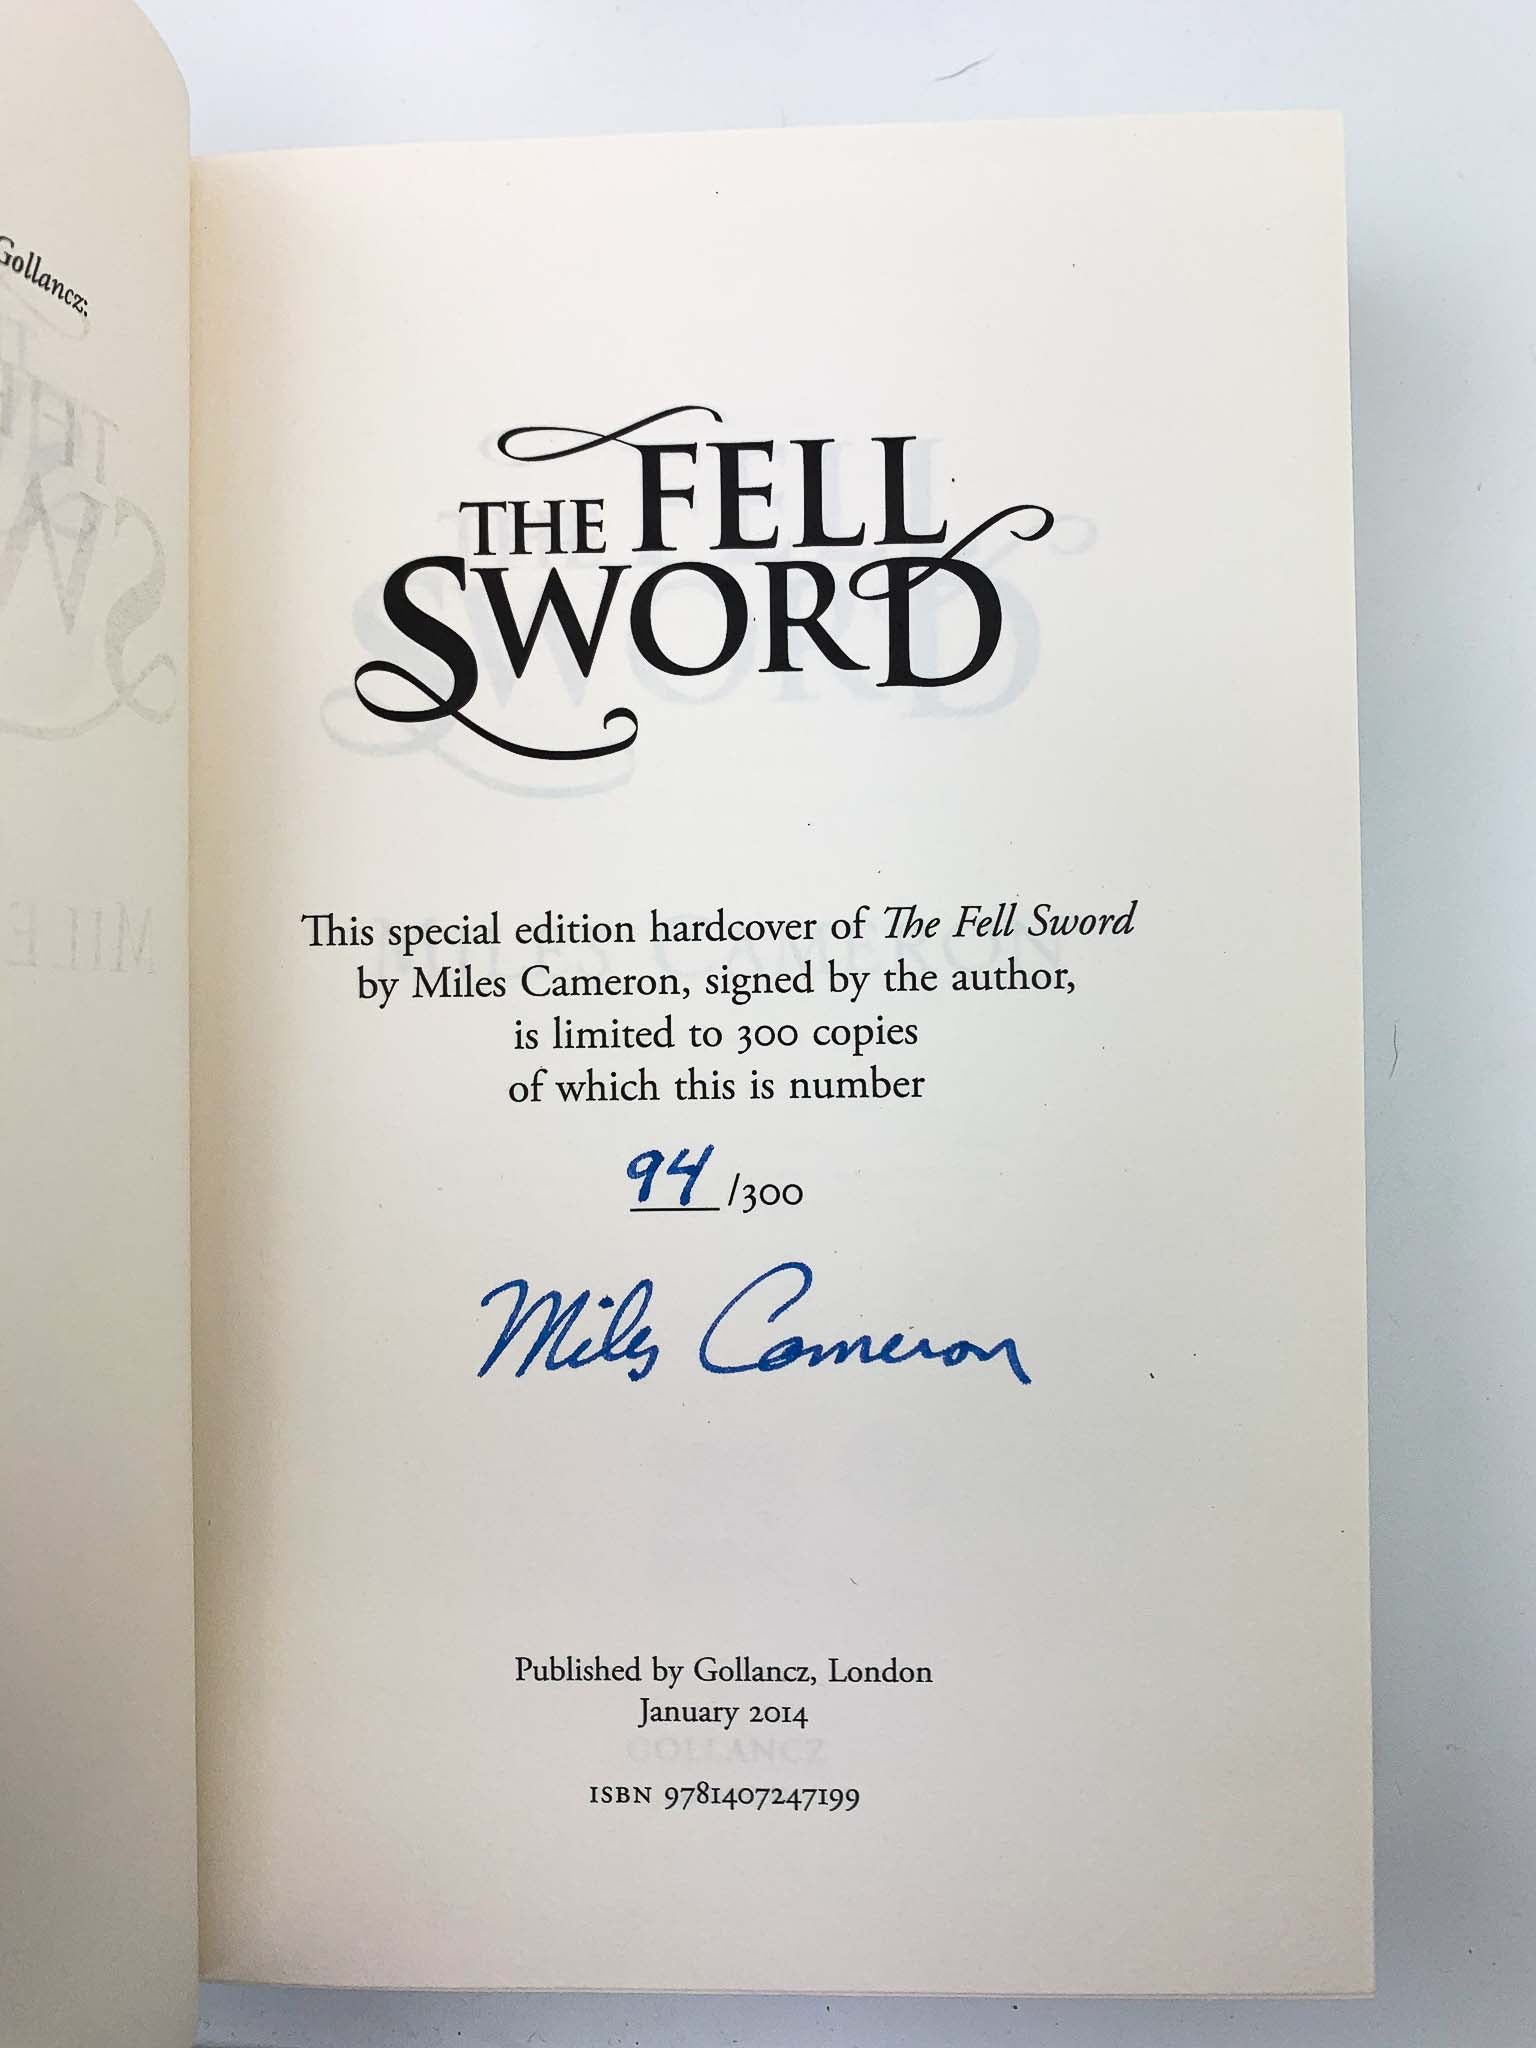 Gollancz:
THE FELL
SWORD
This special edition hardcover of The Fell Sword
by Miles Cameron, signed by the author,
is limited to 300 copies
of which this is number
94 /300
Miles Cameron
Published by Gollancz, London
January 2014
GOLLANCZ
ISBN 9781407247199